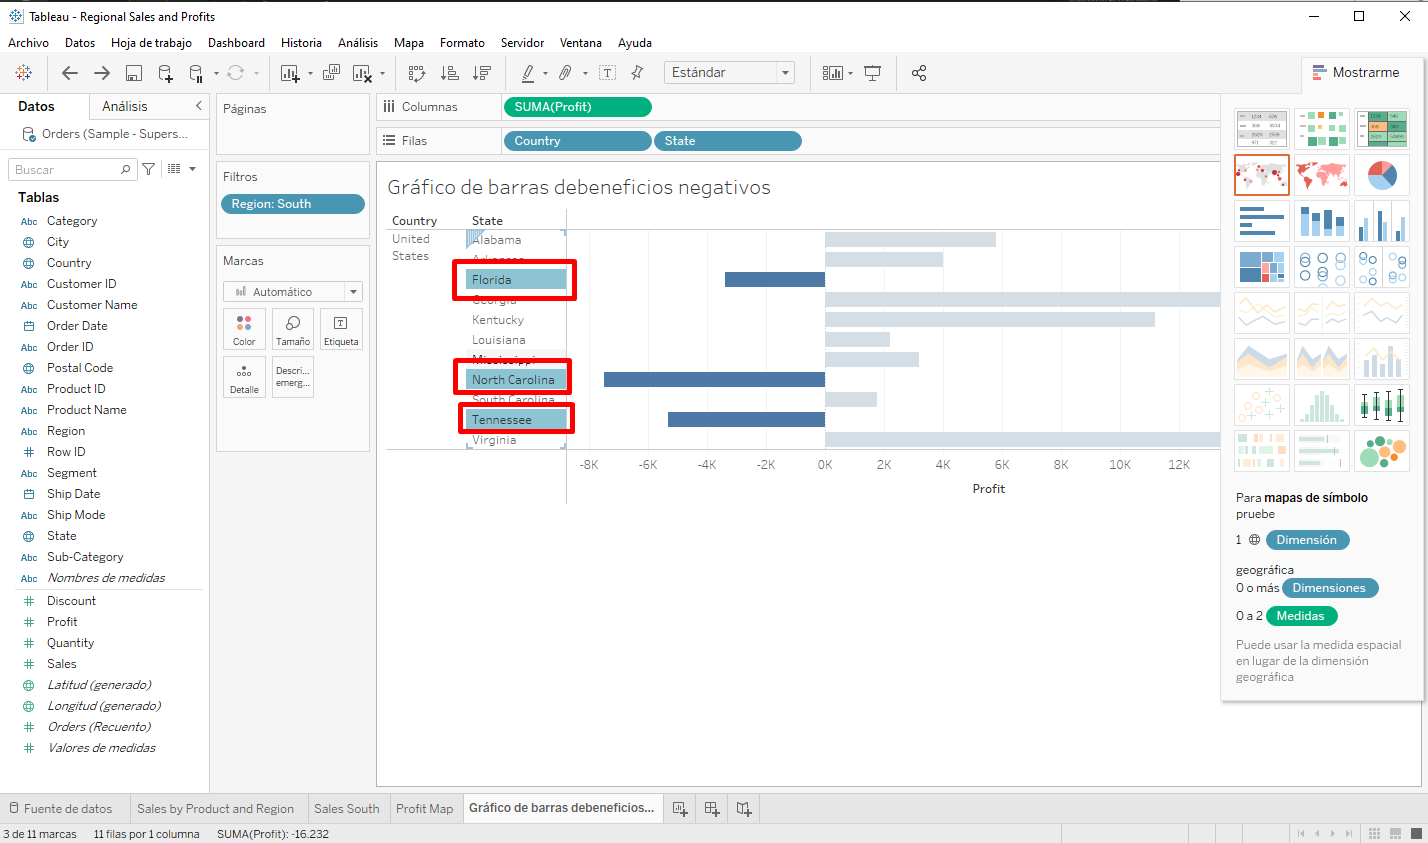 Tableau - Regional Sales and Profits
Archivo Datos Hoja de trabajo Dashboard Historia Análisis Mapa Formato Servidor Ventana Ayuda
Estándar
Mostrarme
Datos Análisis
Orders (Sample - Supers...
Buscar
Tablas
Abc Category
City
Country
Abc Customer ID
Abc Customer Name
Order Date
Abc Order ID
Postal Code
Abc Product ID
Abc Product Name
Abc Region
# Row ID
Abc Segment
Ship Date
Abc Ship Mode
State
Abc Sub-Category
Abc Nombres de medidas
# Discount
# Profit
# Quantity
# Sales
Latitud (generado)
Longitud (generado)
# Orders (Recuento)
# Valores de medidas
Páginas
Filtros
Region: South
Marcas
Automático
Color Tamaño Etiqueta
Detalle
Descri...
emerg...
Columnas SUMA(Profit)
Filas Country State
Gráfico de barras debeneficios negativos
Country State
United
States
Alabama
Arkansas
Florida
Georgia
Kentucky
Louisiana
Mississippi
North Carolina
South Carolina
Tennessee
Virginia
-8K -6K -4K -2K 0K 2K 4K 6K 8K 10K 12K
Profit
Para mapas de símbolo
pruebe
1 Dimensión
geográfica
0 o más Dimensiones
0 a 2 Medidas
Puede usar la medida espacial
en lugar de la dimensión
geográfica
Fuente de datos Sales by Product and Region Sales South Profit Map Gráfico de barras debeneficios...
3 de 11 marcas 11 filas por 1 columna SUMA(Profit): -16.232